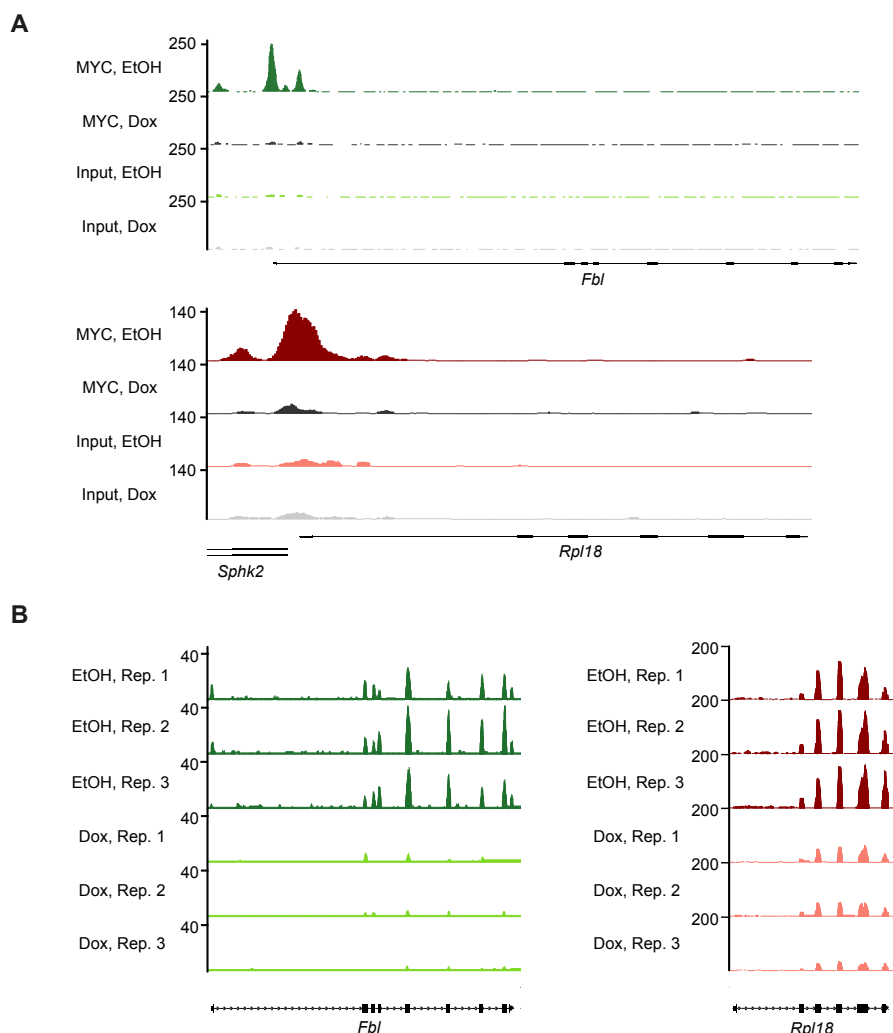 A
250
MYC, EtOH
250
MYC, Dox
250
Input, EtOH
250
Input, Dox
Fbl
140
MYC, EtOH
140
MYC, Dox
140
Input, EtOH
140
Input, Dox
Rpl18
Sphk2
B
40
EtOH, Rep. 1
40
EtOH, Rep. 2
40
EtOH, Rep. 3
40
Dox, Rep. 1
40
Dox, Rep. 2
40
Dox, Rep. 3
Fbl
200
EtOH, Rep. 1
200
EtOH, Rep. 2
200
EtOH, Rep. 3
200
Dox, Rep. 1
200
Dox, Rep. 2
200
Dox, Rep. 3
Rpl18